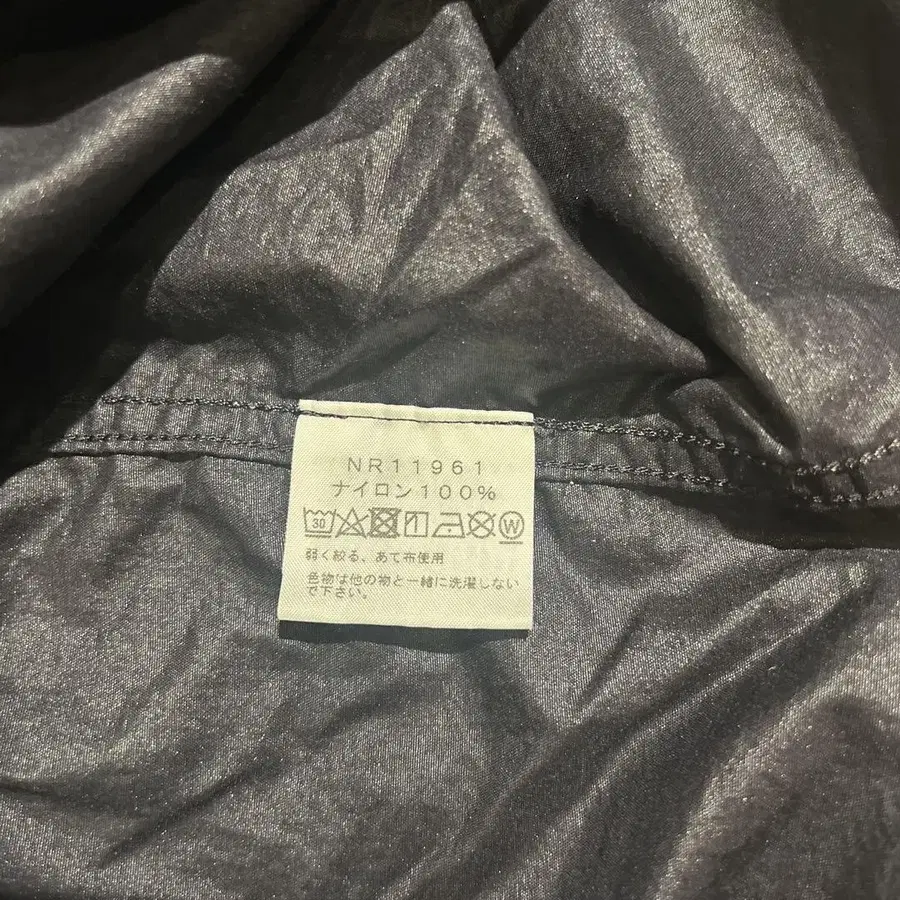 NR11961
ナイロン100%
30 W
弱く絞る、あて布使用
色物は他の物と一緒に洗濯しない
で下さい。